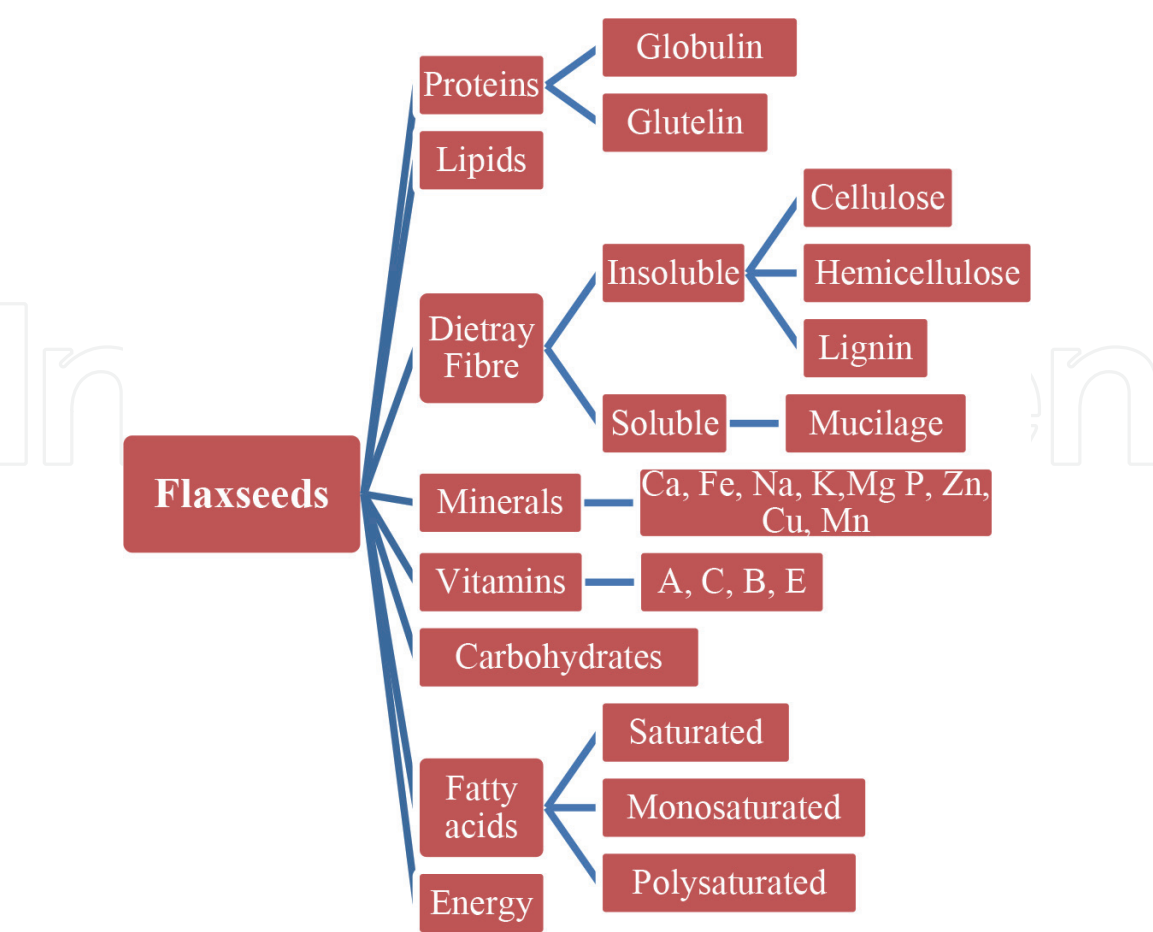 Flaxseeds
Proteins
Globulin
Glutelin
Lipids
Dietray
Fibre
Insoluble
Cellulose
Hemicellulose
Lignin
Soluble
Mucilage
Minerals
Ca, Fe, Na, K,Mg P, Zn,
Cu, Mn
Vitamins
A, C, B, E
Carbohydrates
Fatty
acids
Saturated
Monosaturated
Polysaturated
Energy